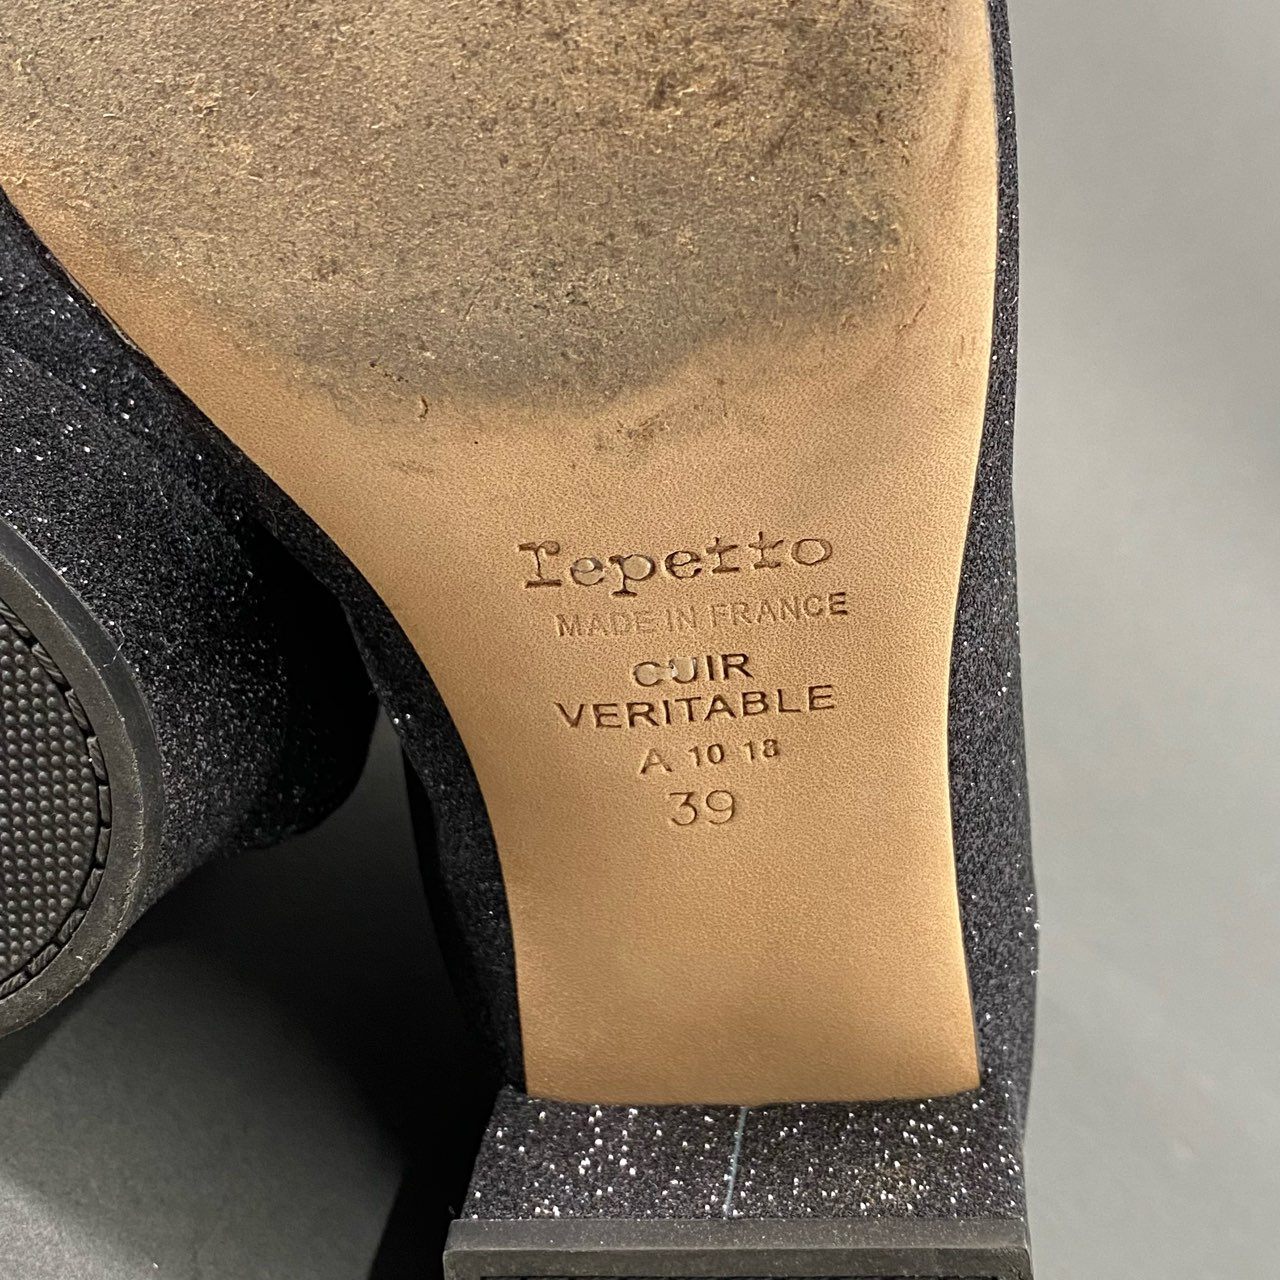 repetto
MADE IN FRANCE
CUIR
VERITABLE
A 10 18
39